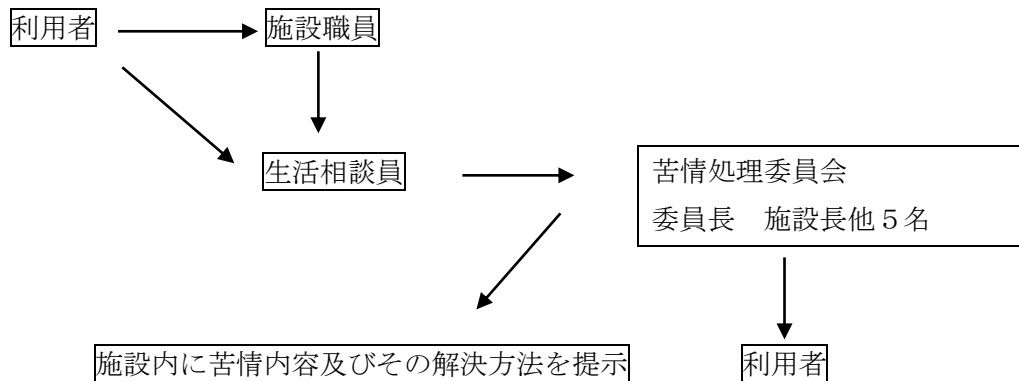 利用者
施設職員
生活相談員
苦情処理委員会
委員長　施設長他５名
施設内に苦情内容及びその解決方法を提示
利用者